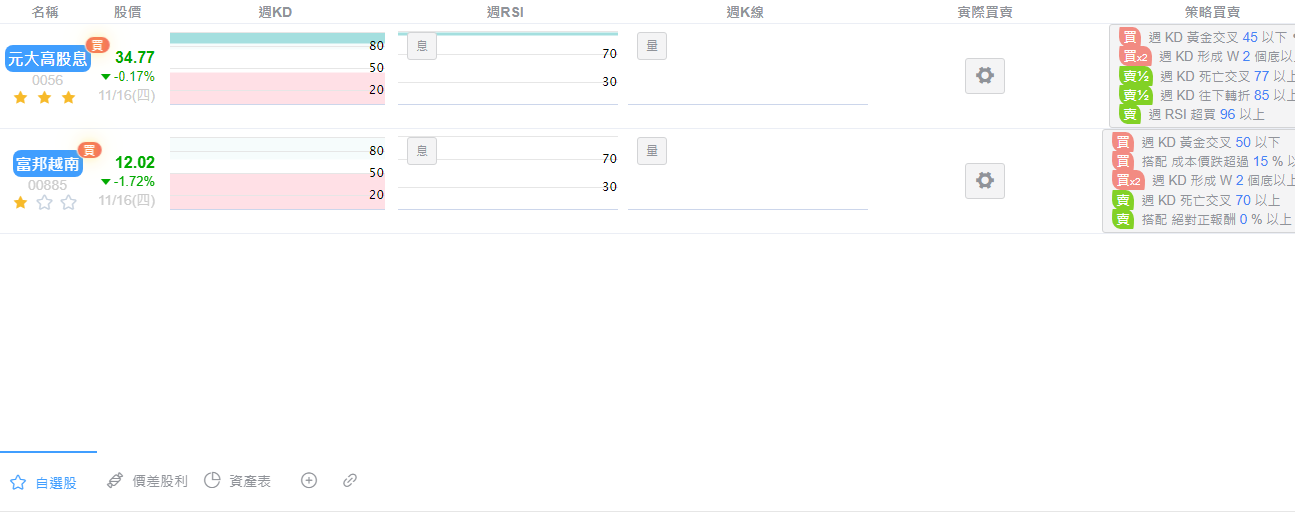 名稱 股價 週KD 週RSI 週K線 實際買賣 策略買賣
元大高股息 買
0056
34.77
-0.17%
11/16(四)
80
50
20
息
70
30
量
買 週 KD 黃金交叉 45 以下
買x2 週 KD 形成 W 2 個底以
賣½ 週 KD 死亡交叉 77 以上
賣½ 週 KD 往下轉折 85 以上
賣 週 RSI 超買 96 以上
富邦越南 買
00885
12.02
-1.72%
11/16(四)
80
50
20
息
70
30
量
買 週 KD 黃金交叉 50 以下
買 搭配 成本價跌超過 15 % 以
買x2 週 KD 形成 W 2 個底以上
賣 週 KD 死亡交叉 70 以上
賣 搭配 絕對正報酬 0 % 以上
自選股 價差股利 資產表